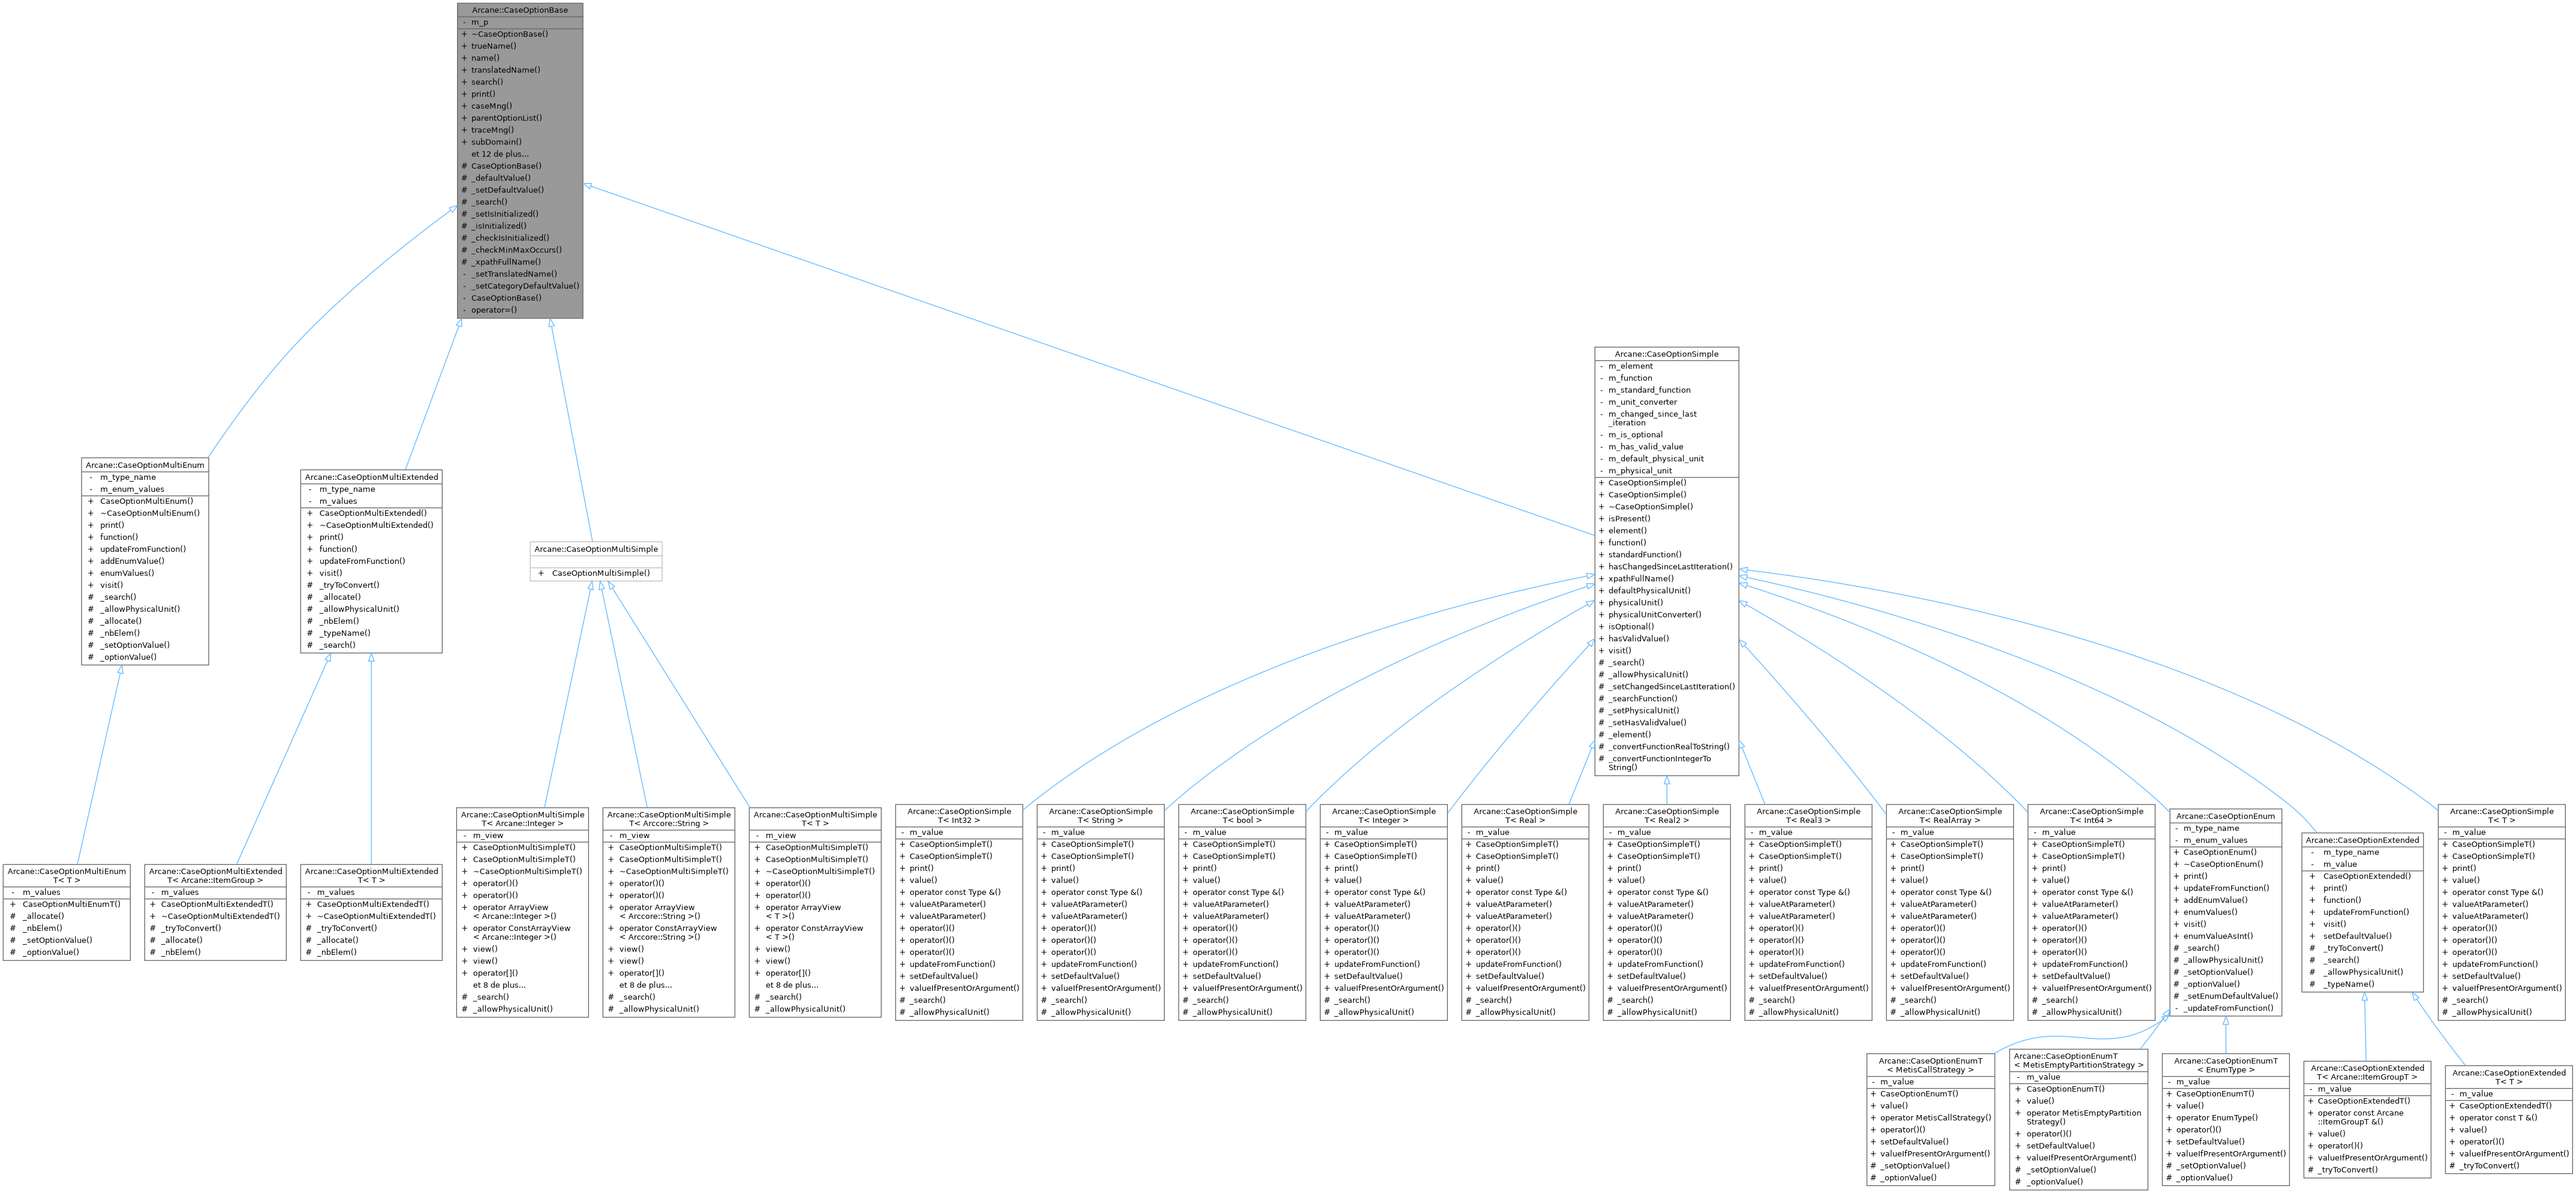 Arcane::CaseOptionBase
- m_p
+ ~CaseOptionBase()
+ trueName()
+ name()
+ translatedName()
+ search()
+ print()
+ caseMng()
+ parentOptionList()
+ traceMng()
+ subDomain()
et 12 de plus...
# CaseOptionBase()
# _defaultValue()
# _setDefaultValue()
# _search()
# _setIsInitialized()
# _isInitialized()
# _checkIsInitialized()
# _checkMinMaxOccurs()
# _xpathFullName()
- _setTranslatedName()
- _setCategoryDefaultValue()
- CaseOptionBase()
- operator=()
Arcane::CaseOptionSimple
- m_element
- m_function
- m_standard_function
- m_unit_converter
- m_changed_since_last
_iteration
- m_is_optional
- m_has_valid_value
- m_default_physical_unit
- m_physical_unit
+ CaseOptionSimple()
+ CaseOptionSimple()
+ ~CaseOptionSimple()
+ isPresent()
+ element()
+ function()
+ standardFunction()
+ hasChangedSinceLastIteration()
+ xpathFullName()
+ defaultPhysicalUnit()
+ physicalUnit()
+ physicalUnitConverter()
+ isOptional()
+ hasValidValue()
+ visit()
# _search()
# _allowPhysicalUnit()
# _setChangedSinceLastIteration()
# _searchFunction()
# _setPhysicalUnit()
# _setHasValidValue()
# _element()
# _convertFunctionRealToString()
# _convertFunctionIntegerTo
String()
Arcane::CaseOptionMultiEnum
- m_type_name
- m_enum_values
+ CaseOptionMultiEnum()
+ ~CaseOptionMultiEnum()
+ print()
+ function()
+ updateFromFunction()
+ addEnumValue()
+ enumValues()
+ visit()
# _search()
# _allowPhysicalUnit()
# _allocate()
# _nbElem()
# _setOptionValue()
# _optionValue()
Arcane::CaseOptionMultiExtended
- m_type_name
- m_values
+ CaseOptionMultiExtended()
+ ~CaseOptionMultiExtended()
+ print()
+ function()
+ updateFromFunction()
+ visit()
# _tryToConvert()
# _allocate()
# _allowPhysicalUnit()
# _nbElem()
# _typeName()
# _search()
Arcane::CaseOptionMultiSimple
+ CaseOptionMultiSimple()
Arcane::CaseOptionMultiEnum
T< T >
- m_values
+ CaseOptionMultiEnumT()
# _allocate()
# _nbElem()
# _setOptionValue()
# _optionValue()
Arcane::CaseOptionMultiExtended
T< Arcane::ItemGroup >
- m_values
+ CaseOptionMultiExtendedT()
+ ~CaseOptionMultiExtendedT()
# _tryToConvert()
# _allocate()
# _nbElem()
Arcane::CaseOptionMultiExtended
T< T >
- m_values
+ CaseOptionMultiExtendedT()
+ ~CaseOptionMultiExtendedT()
# _tryToConvert()
# _allocate()
# _nbElem()
Arcane::CaseOptionMultiSimple
T< Arcane::Integer >
- m_view
+ CaseOptionMultiSimpleT()
+ CaseOptionMultiSimpleT()
+ ~CaseOptionMultiSimpleT()
+ operator()()
+ operator()()
+ operator ArrayView
< Arcane::Integer >()
+ operator ConstArrayView
< Arcane::Integer >()
+ view()
+ view()
+ operator[]()
et 8 de plus...
# _search()
# _allowPhysicalUnit()
Arcane::CaseOptionMultiSimple
T< Arccore::String >
- m_view
+ CaseOptionMultiSimpleT()
+ CaseOptionMultiSimpleT()
+ ~CaseOptionMultiSimpleT()
+ operator()()
+ operator()()
+ operator ArrayView
< Arccore::String >()
+ operator ConstArrayView
< Arccore::String >()
+ view()
+ view()
+ operator[]()
et 8 de plus...
# _search()
# _allowPhysicalUnit()
Arcane::CaseOptionMultiSimple
T< T >
- m_view
+ CaseOptionMultiSimpleT()
+ CaseOptionMultiSimpleT()
+ ~CaseOptionMultiSimpleT()
+ operator()()
+ operator()()
+ operator ArrayView
< T >()
+ operator ConstArrayView
< T >()
+ view()
+ view()
+ operator[]()
et 8 de plus...
# _search()
# _allowPhysicalUnit()
Arcane::CaseOptionSimple
T< Int32 >
- m_value
+ CaseOptionSimpleT()
+ CaseOptionSimpleT()
+ print()
+ value()
+ operator const Type &()
+ valueAtParameter()
+ valueAtParameter()
+ operator()()
+ operator()()
+ operator()()
+ updateFromFunction()
+ setDefaultValue()
+ valueIfPresentOrArgument()
# _search()
# _allowPhysicalUnit()
Arcane::CaseOptionSimple
T< String >
- m_value
+ CaseOptionSimpleT()
+ CaseOptionSimpleT()
+ print()
+ value()
+ operator const Type &()
+ valueAtParameter()
+ valueAtParameter()
+ operator()()
+ operator()()
+ operator()()
+ updateFromFunction()
+ setDefaultValue()
+ valueIfPresentOrArgument()
# _search()
# _allowPhysicalUnit()
Arcane::CaseOptionSimple
T< bool >
- m_value
+ CaseOptionSimpleT()
+ CaseOptionSimpleT()
+ print()
+ value()
+ operator const Type &()
+ valueAtParameter()
+ valueAtParameter()
+ operator()()
+ operator()()
+ operator()()
+ updateFromFunction()
+ setDefaultValue()
+ valueIfPresentOrArgument()
# _search()
# _allowPhysicalUnit()
Arcane::CaseOptionSimple
T< Integer >
- m_value
+ CaseOptionSimpleT()
+ CaseOptionSimpleT()
+ print()
+ value()
+ operator const Type &()
+ valueAtParameter()
+ valueAtParameter()
+ operator()()
+ operator()()
+ operator()()
+ updateFromFunction()
+ setDefaultValue()
+ valueIfPresentOrArgument()
# _search()
# _allowPhysicalUnit()
Arcane::CaseOptionSimple
T< Real >
- m_value
+ CaseOptionSimpleT()
+ CaseOptionSimpleT()
+ print()
+ value()
+ operator const Type &()
+ valueAtParameter()
+ valueAtParameter()
+ operator()()
+ operator()()
+ operator()()
+ updateFromFunction()
+ setDefaultValue()
+ valueIfPresentOrArgument()
# _search()
# _allowPhysicalUnit()
Arcane::CaseOptionSimple
T< Real2 >
- m_value
+ CaseOptionSimpleT()
+ CaseOptionSimpleT()
+ print()
+ value()
+ operator const Type &()
+ valueAtParameter()
+ valueAtParameter()
+ operator()()
+ operator()()
+ operator()()
+ updateFromFunction()
+ setDefaultValue()
+ valueIfPresentOrArgument()
# _search()
# _allowPhysicalUnit()
Arcane::CaseOptionSimple
T< Real3 >
- m_value
+ CaseOptionSimpleT()
+ CaseOptionSimpleT()
+ print()
+ value()
+ operator const Type &()
+ valueAtParameter()
+ valueAtParameter()
+ operator()()
+ operator()()
+ operator()()
+ updateFromFunction()
+ setDefaultValue()
+ valueIfPresentOrArgument()
# _search()
# _allowPhysicalUnit()
Arcane::CaseOptionSimple
T< RealArray >
- m_value
+ CaseOptionSimpleT()
+ CaseOptionSimpleT()
+ print()
+ value()
+ operator const Type &()
+ valueAtParameter()
+ valueAtParameter()
+ operator()()
+ operator()()
+ operator()()
+ updateFromFunction()
+ setDefaultValue()
+ valueIfPresentOrArgument()
# _search()
# _allowPhysicalUnit()
Arcane::CaseOptionSimple
T< Int64 >
- m_value
+ CaseOptionSimpleT()
+ CaseOptionSimpleT()
+ print()
+ value()
+ operator const Type &()
+ valueAtParameter()
+ valueAtParameter()
+ operator()()
+ operator()()
+ operator()()
+ updateFromFunction()
+ setDefaultValue()
+ valueIfPresentOrArgument()
# _search()
# _allowPhysicalUnit()
Arcane::CaseOptionEnum
- m_type_name
- m_enum_values
+ CaseOptionEnum()
+ ~CaseOptionEnum()
+ print()
+ updateFromFunction()
+ addEnumValue()
+ enumValues()
+ visit()
+ enumValueAsInt()
# _search()
# _allowPhysicalUnit()
# _setOptionValue()
# _optionValue()
# _setEnumDefaultValue()
- _updateFromFunction()
Arcane::CaseOptionExtended
- m_type_name
- m_value
+ CaseOptionExtended()
+ print()
+ function()
+ updateFromFunction()
+ visit()
+ setDefaultValue()
# _tryToConvert()
# _search()
# _allowPhysicalUnit()
# _typeName()
Arcane::CaseOptionSimple
T< T >
- m_value
+ CaseOptionSimpleT()
+ CaseOptionSimpleT()
+ print()
+ value()
+ operator const Type &()
+ valueAtParameter()
+ valueAtParameter()
+ operator()()
+ operator()()
+ operator()()
+ updateFromFunction()
+ setDefaultValue()
+ valueIfPresentOrArgument()
# _search()
# _allowPhysicalUnit()
Arcane::CaseOptionEnumT
< MetisCallStrategy >
- m_value
+ CaseOptionEnumT()
+ value()
+ operator MetisCallStrategy()
+ operator()()
+ setDefaultValue()
+ valueIfPresentOrArgument()
# _setOptionValue()
# _optionValue()
Arcane::CaseOptionEnumT
< MetisEmptyPartitionStrategy >
- m_value
+ CaseOptionEnumT()
+ value()
+ operator MetisEmptyPartition
Strategy()
+ operator()()
+ setDefaultValue()
+ valueIfPresentOrArgument()
# _setOptionValue()
# _optionValue()
Arcane::CaseOptionEnumT
< EnumType >
- m_value
+ CaseOptionEnumT()
+ value()
+ operator EnumType()
+ operator()()
+ setDefaultValue()
+ valueIfPresentOrArgument()
# _setOptionValue()
# _optionValue()
Arcane::CaseOptionExtended
T< Arcane::ItemGroupT >
- m_value
+ CaseOptionExtendedT()
+ operator const Arcane
::ItemGroupT &()
+ value()
+ operator()()
+ valueIfPresentOrArgument()
# _tryToConvert()
Arcane::CaseOptionExtended
T< T >
- m_value
+ CaseOptionExtendedT()
+ operator const T &()
+ value()
+ operator()()
+ valueIfPresentOrArgument()
# _tryToConvert()